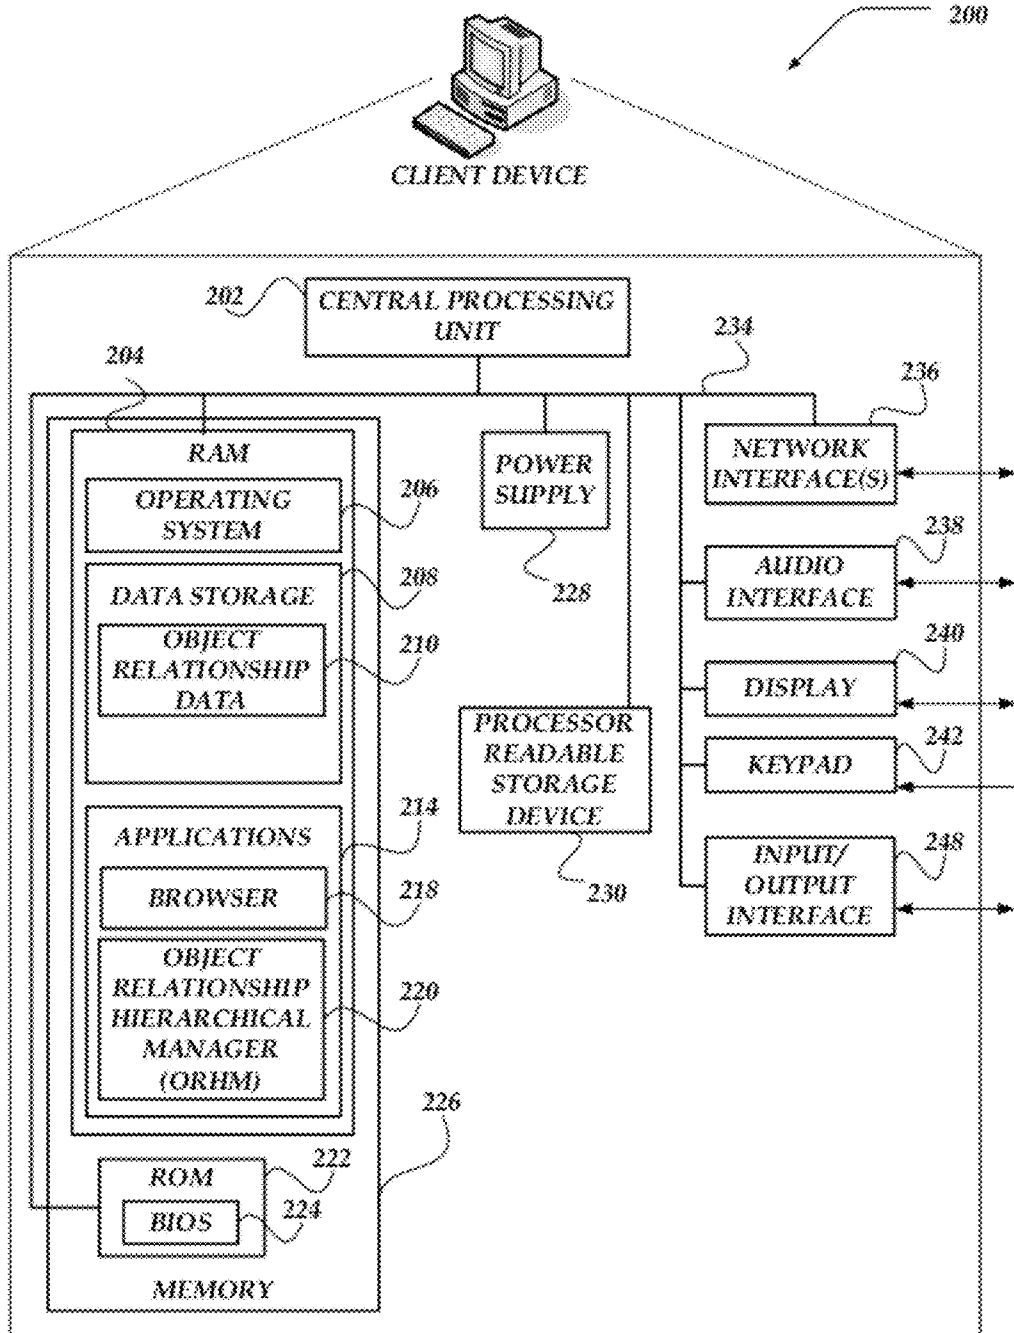 200
CLIENT DEVICE
202
CENTRAL PROCESSING
UNIT
234
204
236
RAM
OPERATING
SYSTEM
206
DATA STORAGE
208
OBJECT
RELATIONSHIP
DATA
210
APPLICATIONS
214
BROWSER
218
OBJECT
RELATIONSHIP
HIERARCHICAL
MANAGER
(ORHM)
220
226
ROM
222
BIOS
224
MEMORY
POWER
SUPPLY
228
PROCESSOR
READABLE
STORAGE
DEVICE
230
NETWORK
INTERFACE(S)
238
AUDIO
INTERFACE
240
DISPLAY
242
KEYPAD
248
INPUT/
OUTPUT
INTERFACE